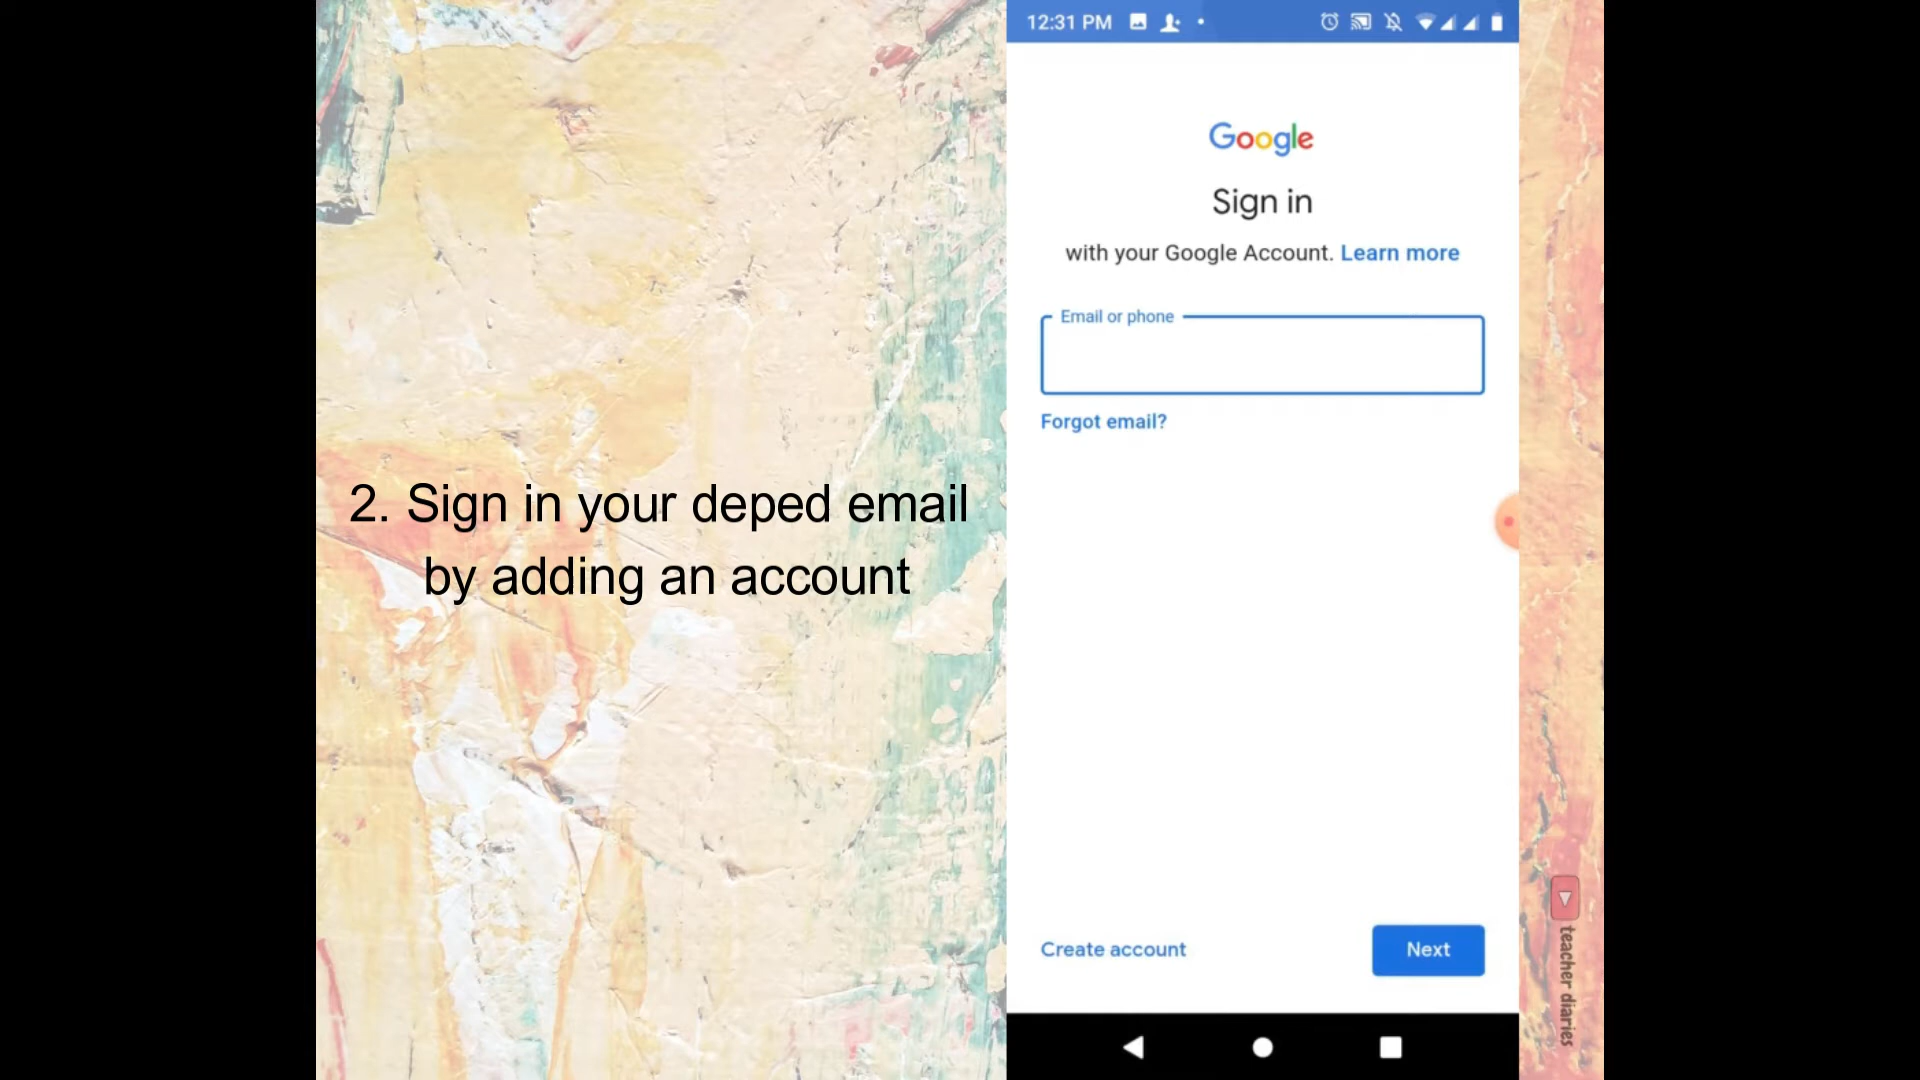 2. Sign in your deped email
by adding an account
12:31 PM
Google
Sign in
with your Google Account. Learn more
Email or phone
Forgot email?
Create account
Next
teacher diaries